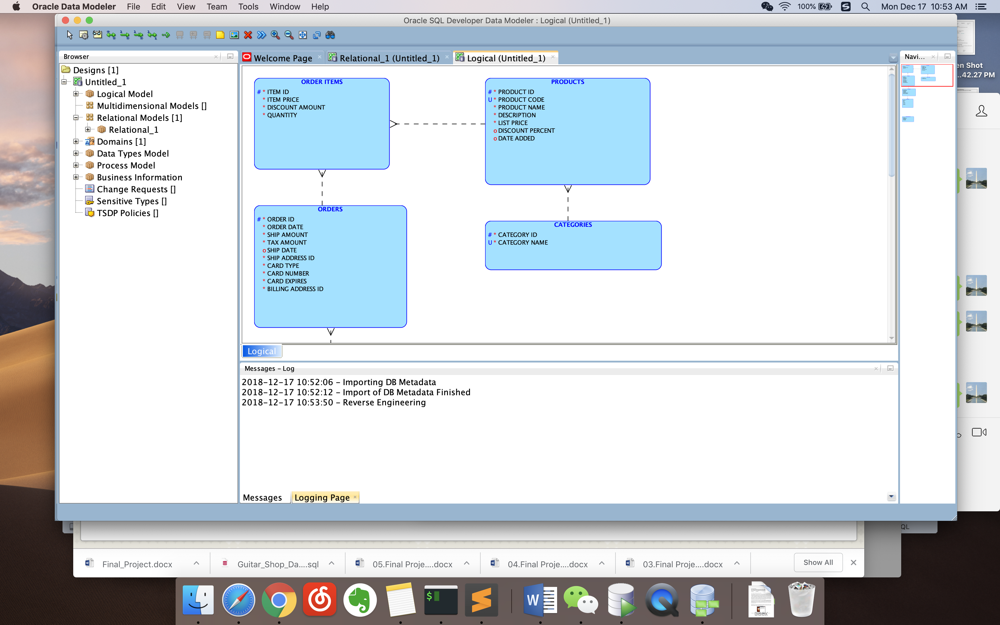 Oracle Data Modeler File Edit View Team Tools Window Help 100% Mon Dec 17 10:53 AM
Oracle SQL Developer Data Modeler : Logical (Untitled_1)
Browser
Designs [1]
Untitled_1
Logical Model
Multidimensional Models []
Relational Models [1]
Relational_1
Domains [1]
Data Types Model
Process Model
Business Information
Change Requests []
Sensitive Types []
TSDP Policies []
Welcome Page Relational_1 (Untitled_1) Logical (Untitled_1)
ORDER ITEMS
# * ITEM ID
* ITEM PRICE
* DISCOUNT AMOUNT
* QUANTITY
PRODUCTS
# * PRODUCT ID
U * PRODUCT CODE
* PRODUCT NAME
* DESCRIPTION
* LIST PRICE
o DISCOUNT PERCENT
o DATE ADDED
ORDERS
# * ORDER ID
* ORDER DATE
* SHIP AMOUNT
* TAX AMOUNT
o SHIP DATE
* SHIP ADDRESS ID
* CARD TYPE
* CARD NUMBER
* CARD EXPIRES
* BILLING ADDRESS ID
CATEGORIES
# * CATEGORY ID
U * CATEGORY NAME
Logical
Navi...
en Shot
...42.27 PM
Messages – Log
2018-12-17 10:52:06 – Importing DB Metadata
2018-12-17 10:52:12 – Import of DB Metadata Finished
2018-12-17 10:53:50 – Reverse Engineering
Messages Logging Page
QL
Final_Project.docx Guitar_Shop_Da....sql 05.Final Proje....docx 04.Final Proje....docx 03.Final Proje....docx Show All
$ W DOCX